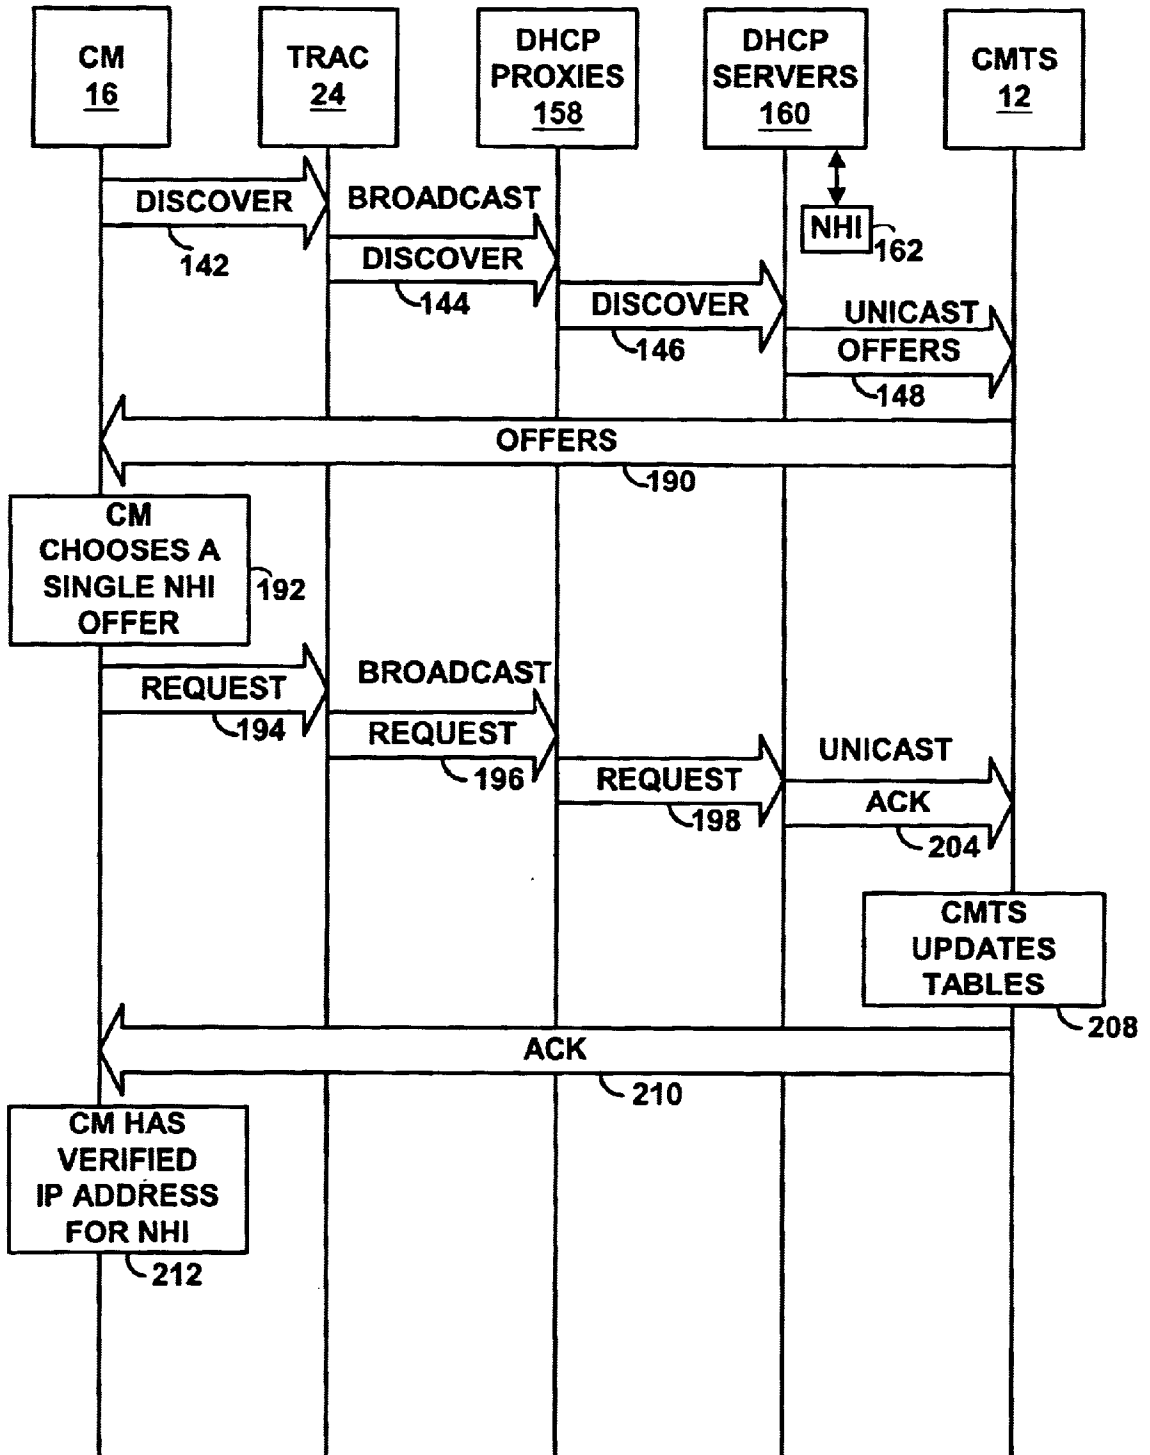 CM
16
TRAC
24
DHCP
PROXIES
158
DHCP
SERVERS
160
CMTS
12
DISCOVER
142
BROADCAST
DISCOVER
144
NHI
162
DISCOVER
146
UNICAST
OFFERS
148
OFFERS
190
CM
CHOOSES A
SINGLE NHI
OFFER
192
REQUEST
194
BROADCAST
REQUEST
196
REQUEST
198
UNICAST
ACK
204
CMTS
UPDATES
TABLES
208
ACK
210
CM HAS
VERIFIED
IP ADDRESS
FOR NHI
212